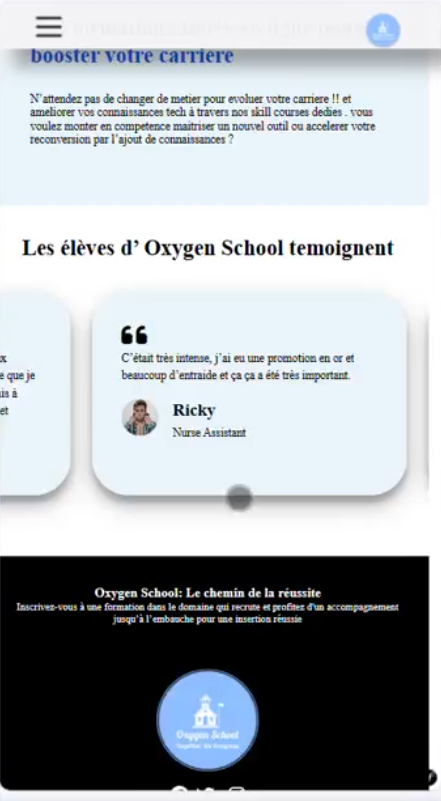 booster votre carriere
N'attendez pas de changer de metier pour evoluer votre carriere !! et
ameliorer vos connaissances tech à travers nos skill courses dedies . vous
voulez monter en competence maitriser un nouvel outil ou accelerer votre
reconversion par l'ajout de connaissances ?
Les élèves d' Oxygen School temoignent
x
e que je
is à
et
C'était très intense, j'ai eu une promotion en or et
beaucoup d'entraide et ça ça a été très important.
Ricky
Nurse Assistant
Oxygen School: Le chemin de la réussite
Inscrivez-vous à une formation dans le domaine qui recrute et profitez d'un accompagnement
jusqu'à l'embauche pour une insertion réussie
Oxygen School